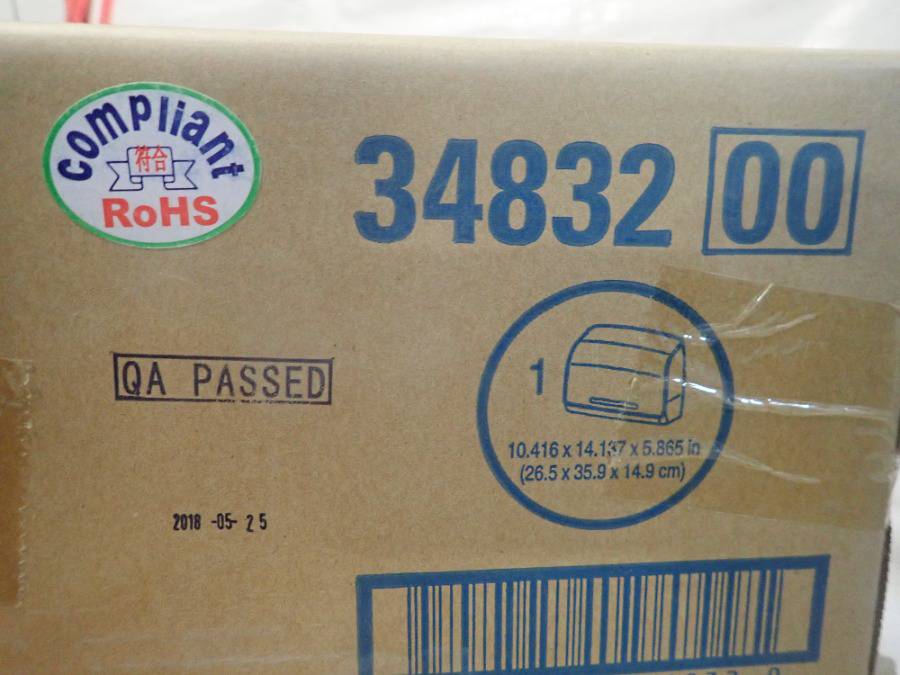 Compliant
符合
RoHS
34832 00
QA PASSED
1
10.416 x 14.137 x 5.865 in
(26.5 x 35.9 x 14.9 cm)
2018 -05- 25